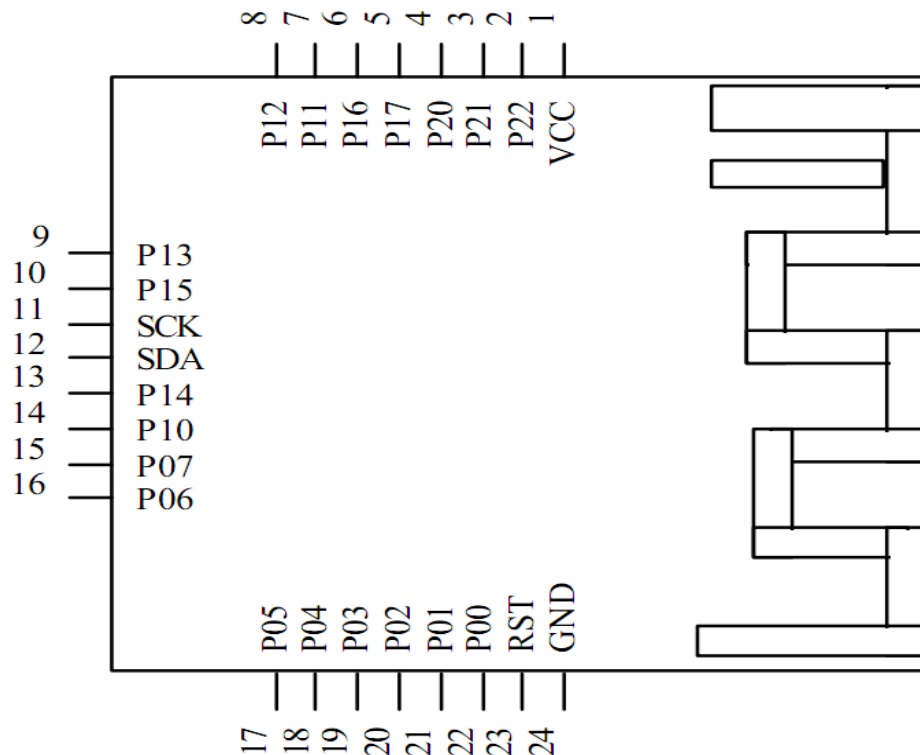 8 7 6 5 4 3 2 1
P12 P11 P16 P17 P20 P21 P22 VCC
9 P13
10 P15
11 SCK
12 SDA
13 P14
14 P10
15 P07
16 P06
P05 P04 P03 P02 P01 P00 RST GND
17 18 19 20 21 22 23 24